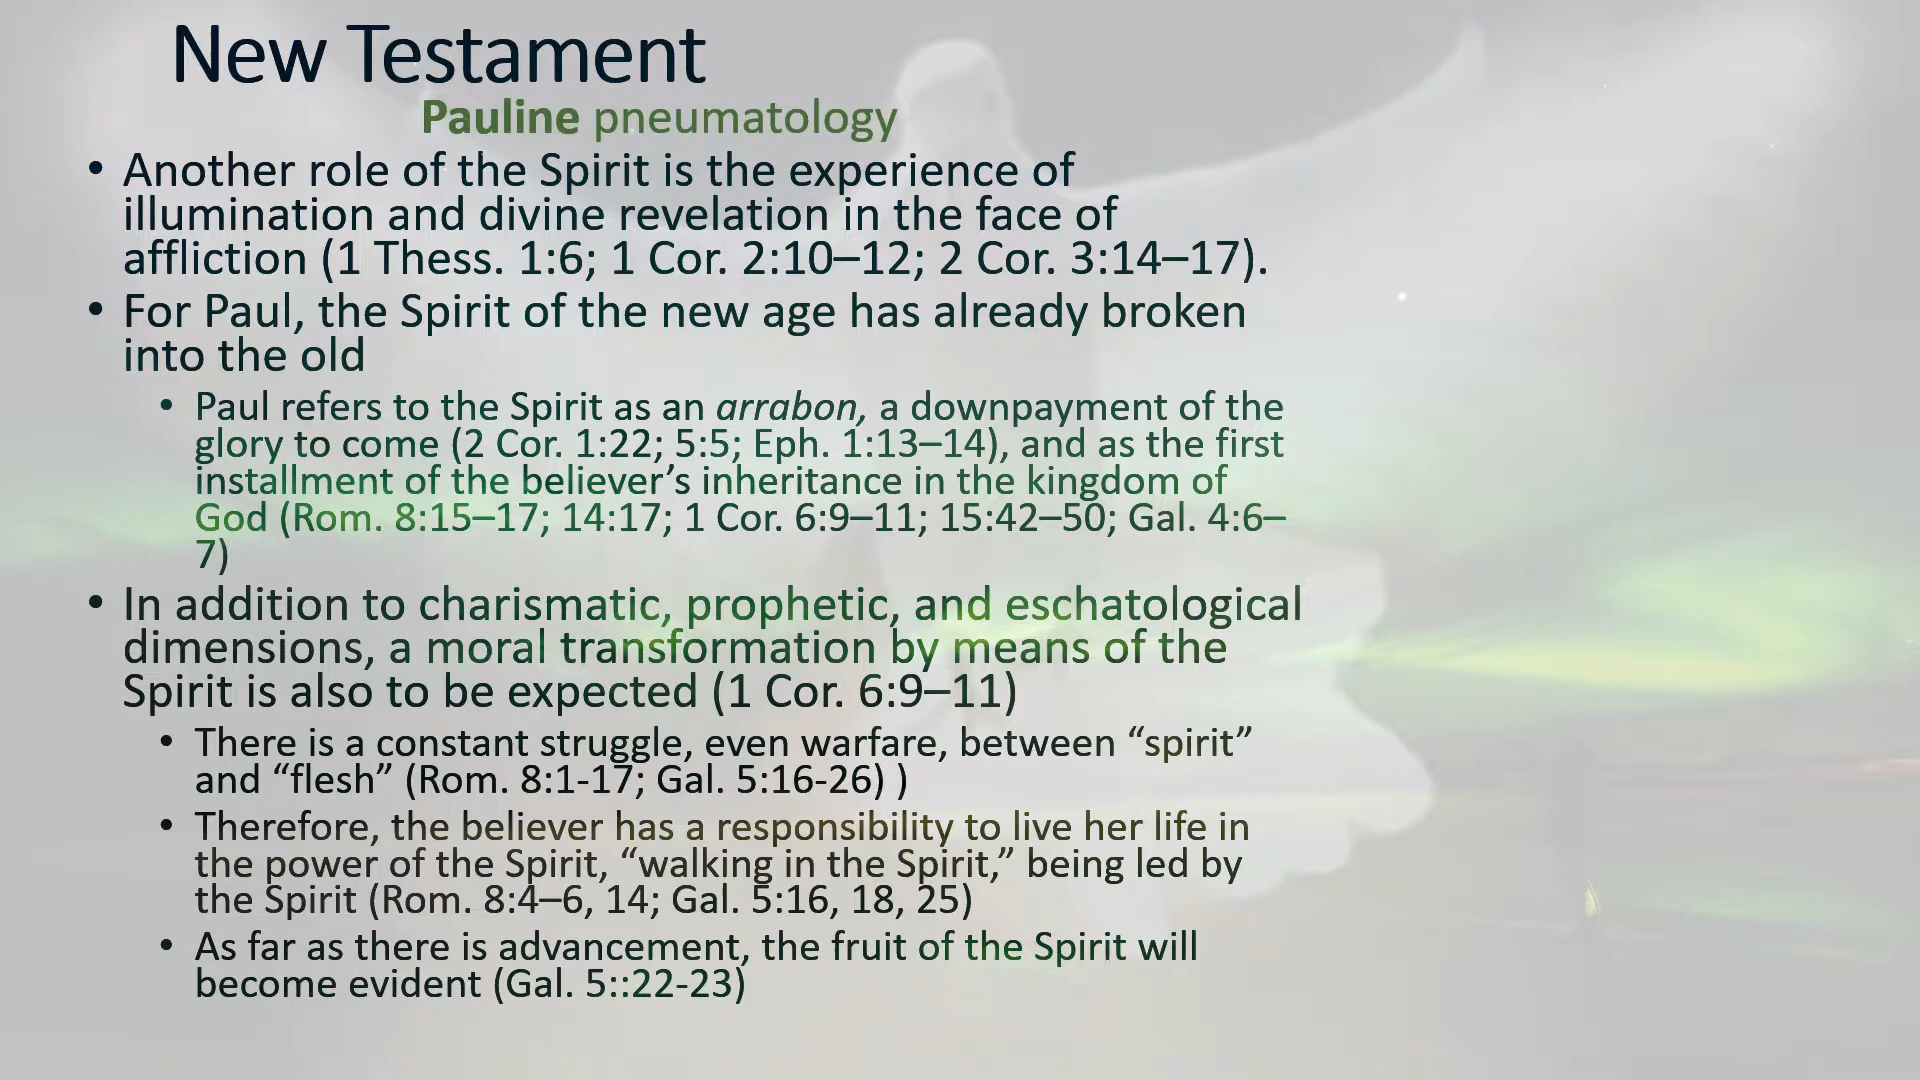 New Testament
Pauline pneumatology
• Another role of the Spirit is the experience of
illumination and divine revelation in the face of
affliction (1 Thess. 1:6; 1 Cor. 2:10–12; 2 Cor. 3:14–17).
• For Paul, the Spirit of the new age has already broken
into the old
• Paul refers to the Spirit as an arrabon, a downpayment of the
glory to come (2 Cor. 1:22; 5:5; Eph. 1:13–14), and as the first
installment of the believer’s inheritance in the kingdom of
God (Rom. 8:15–17; 14:17; 1 Cor. 6:9–11; 15:42–50; Gal. 4:6–
7)
• In addition to charismatic, prophetic, and eschatological
dimensions, a moral transformation by means of the
Spirit is also to be expected (1 Cor. 6:9–11)
• There is a constant struggle, even warfare, between “spirit”
and “flesh” (Rom. 8:1-17; Gal. 5:16-26) )
• Therefore, the believer has a responsibility to live her life in
the power of the Spirit, “walking in the Spirit,” being led by
the Spirit (Rom. 8:4–6, 14; Gal. 5:16, 18, 25)
• As far as there is advancement, the fruit of the Spirit will
become evident (Gal. 5::22-23)